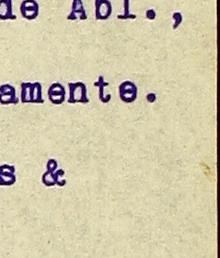 de Abl.,
amente.
s &